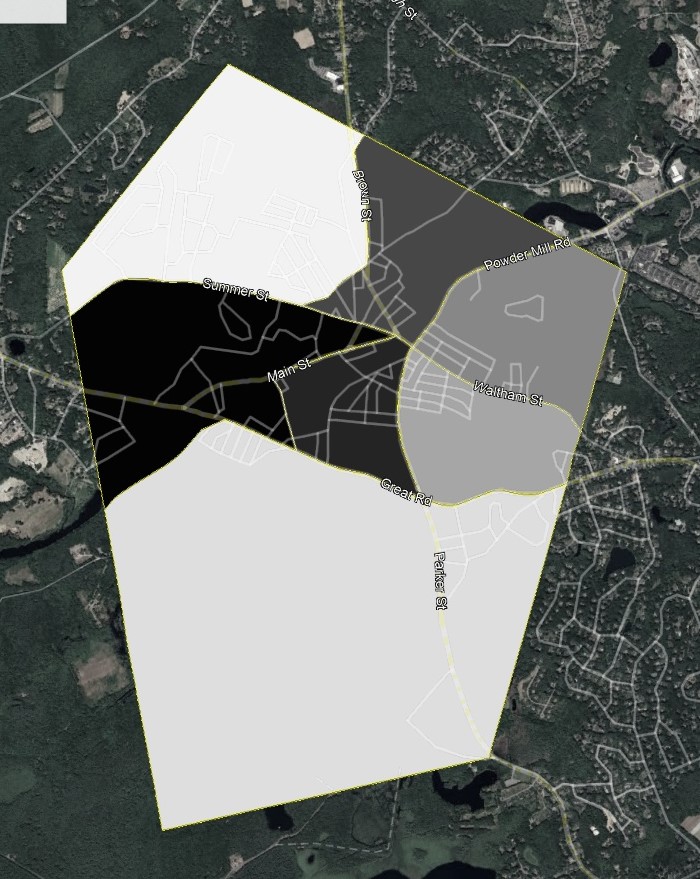 Brown St
Powder Mill Rd
Summer St
Main St
Waltham St
Great Rd
Parker St